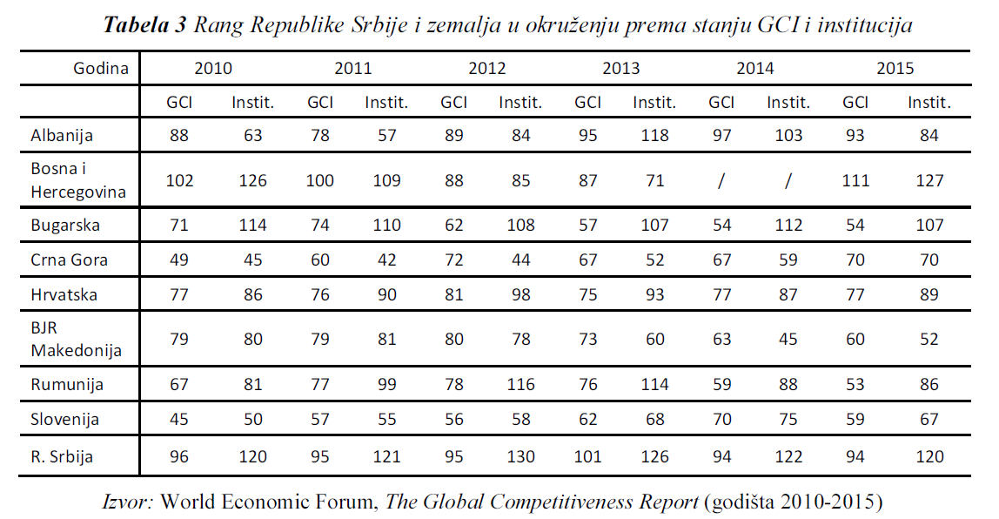 Tabela 3 Rang Republike Srbije i zemalja u okruženju prema stanju GCI i institucija
Godina 2010 2011 2012 2013 2014 2015
GCI Instit. GCI Instit. GCI Instit. GCI Instit. GCI Instit. GCI Instit.
Albanija 88 63 78 57 89 84 95 118 97 103 93 84
Bosna i
Hercegovina 102 126 100 109 88 85 87 71 / / 111 127
Bugarska 71 114 74 110 62 108 57 107 54 112 54 107
Crna Gora 49 45 60 42 72 44 67 52 67 59 70 70
Hrvatska 77 86 76 90 81 98 75 93 77 87 77 89
BJR
Makedonija 79 80 79 81 80 78 73 60 63 45 60 52
Rumunija 67 81 77 99 78 116 76 114 59 88 53 86
Slovenija 45 50 57 55 56 58 62 68 70 75 59 67
R. Srbija 96 120 95 121 95 130 101 126 94 122 94 120
Izvor: World Economic Forum, The Global Competitiveness Report (godišta 2010-2015)